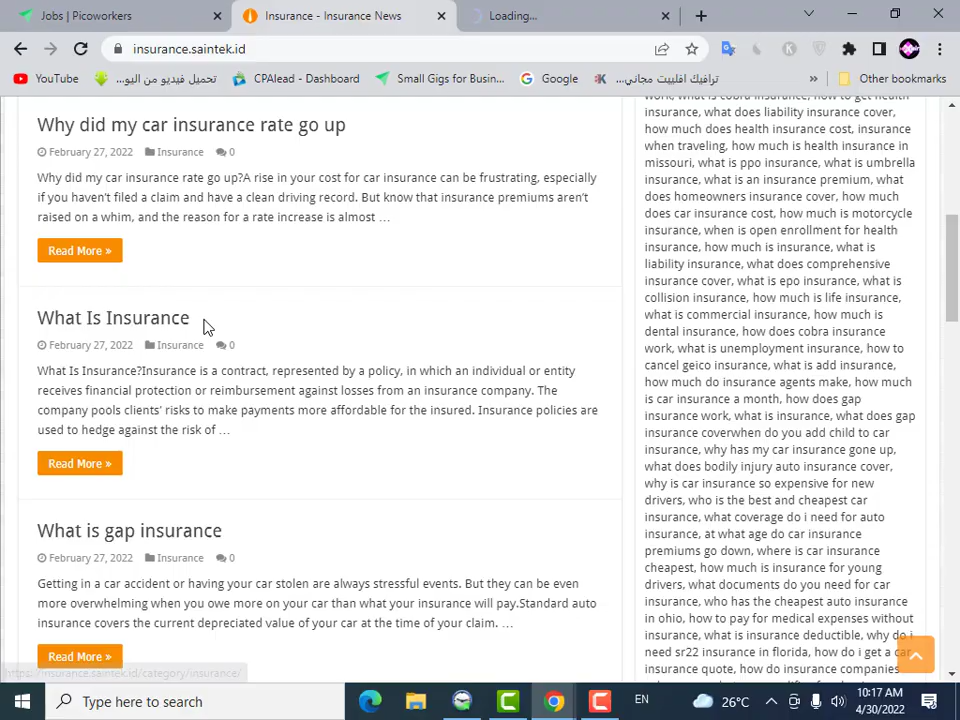 Jobs | Picoworkers
Insurance - Insurance News
Loading...
insurance.saintek.id
YouTube
تحميل فيديو من اليو...
CPAlead - Dashboard
Small Gigs for Busin...
Google
ترافيك افلييت مجاني...
»
Other bookmarks
Why did my car insurance rate go up
February 27, 2022 Insurance 0
Why did my car insurance rate go up?A rise in your cost for car insurance can be frustrating, especially
if you haven't filed a claim and have a clean driving record. But know that insurance premiums aren't
raised on a whim, and the reason for a rate increase is almost …
Read More »
What Is Insurance
February 27, 2022 Insurance 0
What Is Insurance?Insurance is a contract, represented by a policy, in which an individual or entity
receives financial protection or reimbursement against losses from an insurance company. The
company pools clients' risks to make payments more affordable for the insured. Insurance policies are
used to hedge against the risk of …
Read More »
What is gap insurance
February 27, 2022 Insurance 0
Getting in a car accident or having your car stolen are always stressful events. But they can be even
more overwhelming when you owe more on your car than what your insurance will pay.Standard auto
insurance covers the current depreciated value of your car at the time of your claim. …
Read More »
https://insurance.saintek.id/category/insurance/
work, what is cobra insurance, how to get health
insurance, what does liability insurance cover,
how much does health insurance cost, insurance
when traveling, how much is health insurance in
missouri, what is ppo insurance, what is umbrella
insurance, what is an insurance premium, what
does homeowners insurance cover, how much
does car insurance cost, how much is motorcycle
insurance, when is open enrollment for health
insurance, how much is insurance, what is
liability insurance, what does comprehensive
insurance cover, what is epo insurance, what is
collision insurance, how much is life insurance,
what is commercial insurance, how much is
dental insurance, how does cobra insurance
work, what is unemployment insurance, how to
cancel geico insurance, what is add insurance,
how much do insurance agents make, how much
is car insurance a month, how does gap
insurance work, what is insurance, what does gap
insurance coverwhen do you add child to car
insurance, why has my car insurance gone up,
what does bodily injury auto insurance cover,
why is car insurance so expensive for new
drivers, who is the best and cheapest car
insurance, what coverage do i need for auto
insurance, at what age do car insurance
premiums go down, where is car insurance
cheapest, how much is insurance for young
drivers, what documents do you need for car
insurance, who has the cheapest auto insurance
in ohio, how to pay for medical expenses without
insurance, what is insurance deductible, why do i
need sr22 insurance in florida, how do i get a car
insurance quote, how do insurance companies
Type here to search
26°C
EN
10:17 AM
4/30/2022